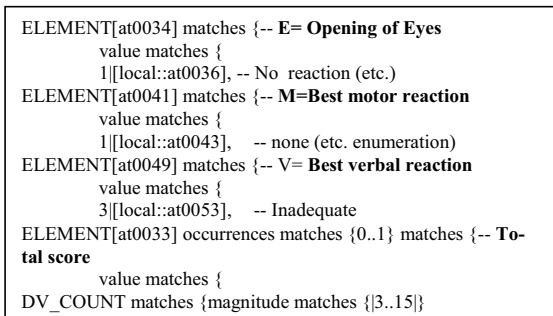 ELEMENT[at0034] matches {-- E= Opening of Eyes
value matches {
1|[local::at0036], -- No reaction (etc.)
ELEMENT[at0041] matches {-- M=Best motor reaction
value matches {
1|[local::at0043], -- none (etc. enumeration)
ELEMENT[at0049] matches {-- V= Best verbal reaction
value matches {
3|[local::at0053], -- Inadequate
ELEMENT[at0033] occurrences matches {0..1} matches {-- To-
tal score
value matches {
DV_COUNT matches {magnitude matches {|3..15|}